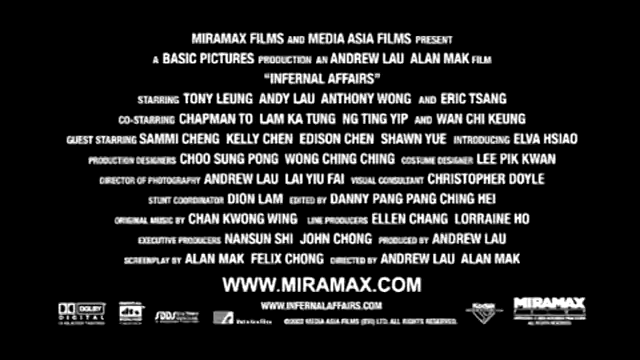 MIRAMAX FILMS AND MEDIA ASIA FILMS PRESENT
A BASIC PICTURES PRODUCTION AN ANDREW LAU ALAN MAK FILM
"INFERNAL AFFAIRS"
STARRING TONY LEUNG ANDY LAU ANTHONY WONG AND ERIC TSANG
CO-STARRING CHAPMAN TO LAM KA TUNG NG TING YIP AND WAN CHI KEUNG
GUEST STARRING SAMMI CHENG KELLY CHEN EDISON CHEN SHAWN YUE INTRODUCING ELVA HSIAO
PRODUCTION DESIGNERS CHOO SUNG PONG WONG CHING CHING COSTUME DESIGNER LEE PIK KWAN
DIRECTOR OF PHOTOGRAPHY ANDREW LAU LAI YIU FAI VISUAL CONSULTANT CHRISTOPHER DOYLE
STUNT COORDINATOR DION LAM EDITED BY DANNY PANG PANG CHING HEI
ORIGINAL MUSIC BY CHAN KWONG WING LINE PRODUCERS ELLEN CHANG LORRAINE HO
EXECUTIVE PRODUCERS NANSUN SHI JOHN CHONG PRODUCED BY ANDREW LAU
SCREENPLAY BY ALAN MAK FELIX CHONG DIRECTED BY ANDREW LAU ALAN MAK
WWW.MIRAMAX.COM
WWW.INFERNALAFFAIRS.COM
DOLBY DIGITAL
dts
SDDS
©2002 MEDIA ASIA FILMS (BVI) LTD. ALL RIGHTS RESERVED.
MIRAMAX
ALL RIGHTS RESERVED.